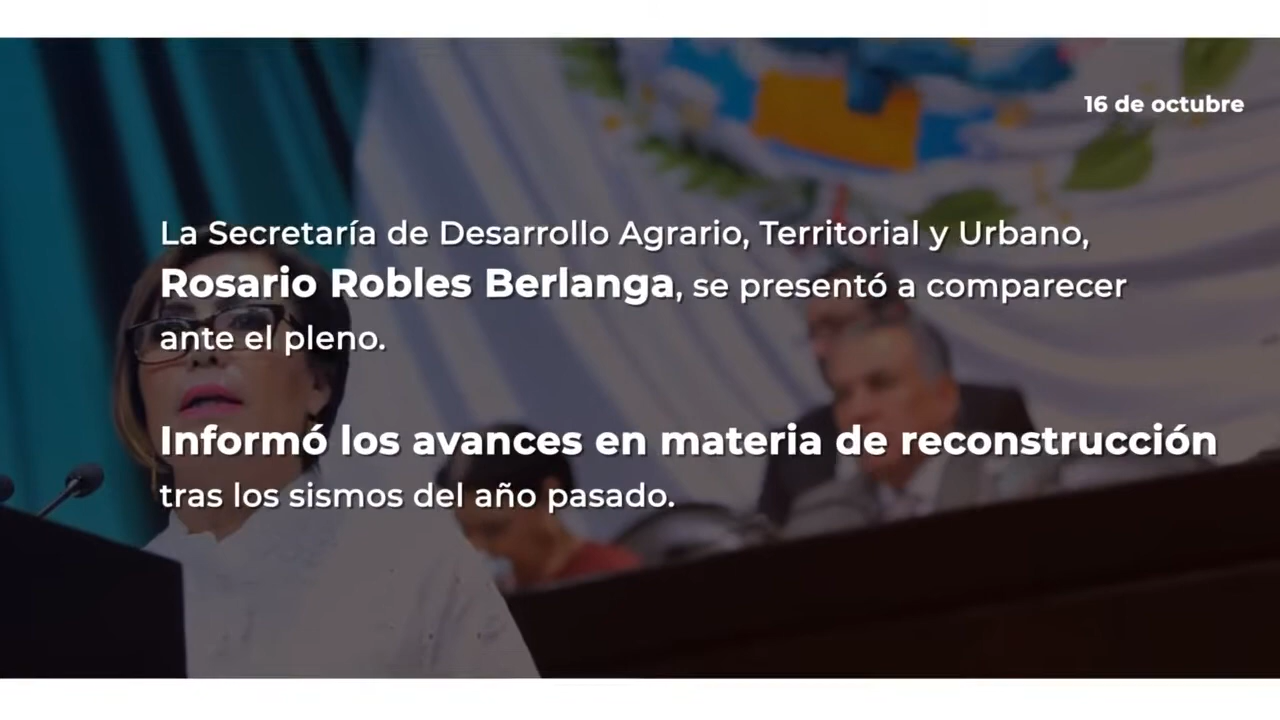 16 de octubre
La Secretaría de Desarrollo Agrario, Territorial y Urbano,
Rosario Robles Berlanga, se presentó a comparecer
ante el pleno.
Informó los avances en materia de reconstrucción
tras los sismos del año pasado.